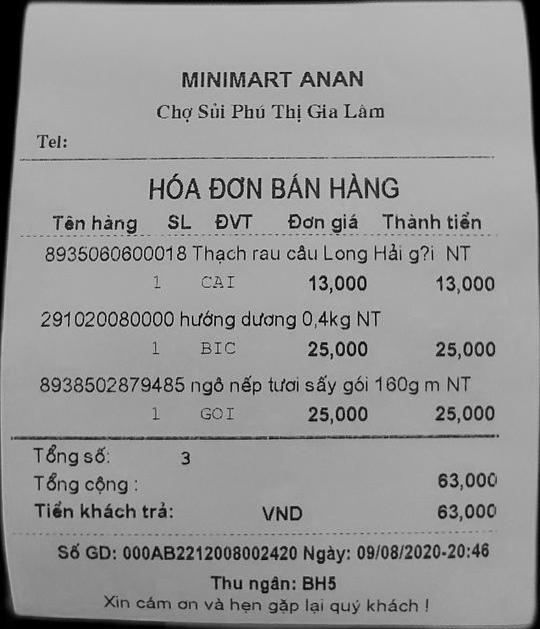 MINIMART ANAN
Chợ Sủi Phú Thị Gia Lâm
Tel:
HÓA ĐƠN BÁN HÀNG
Tên hàng SL ĐVT Đơn giá Thành tiền
8935060600018 Thạch rau câu Long Hải g?i NT
1 CAI 13,000 13,000
291020080000 hướng dương 0,4kg NT
1 BIC 25,000 25,000
8938502879485 ngô nếp tươi sấy gói 160g m NT
1 GOI 25,000 25,000
Tổng số: 3
Tổng cộng : 63,000
Tiền khách trả: VND 63,000
Số GD: 000AB2212008002420 Ngày: 09/08/2020-20:46
Thu ngân: BH5
Xin cám ơn và hẹn gặp lại quý khách !